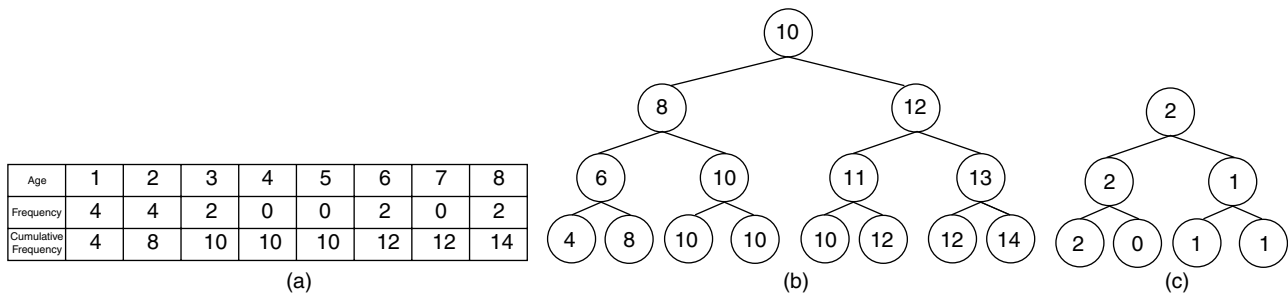 10
8 12
2
6 10 11 13
2 1
Age 1 2 3 4 5 6 7 8
Frequency 4 4 2 0 0 2 0 2
Cumulative
Frequency 4 8 10 10 10 12 12 14
4 8 10 10 10 12 12 14
2 0 1 1
(a) (b) (c)